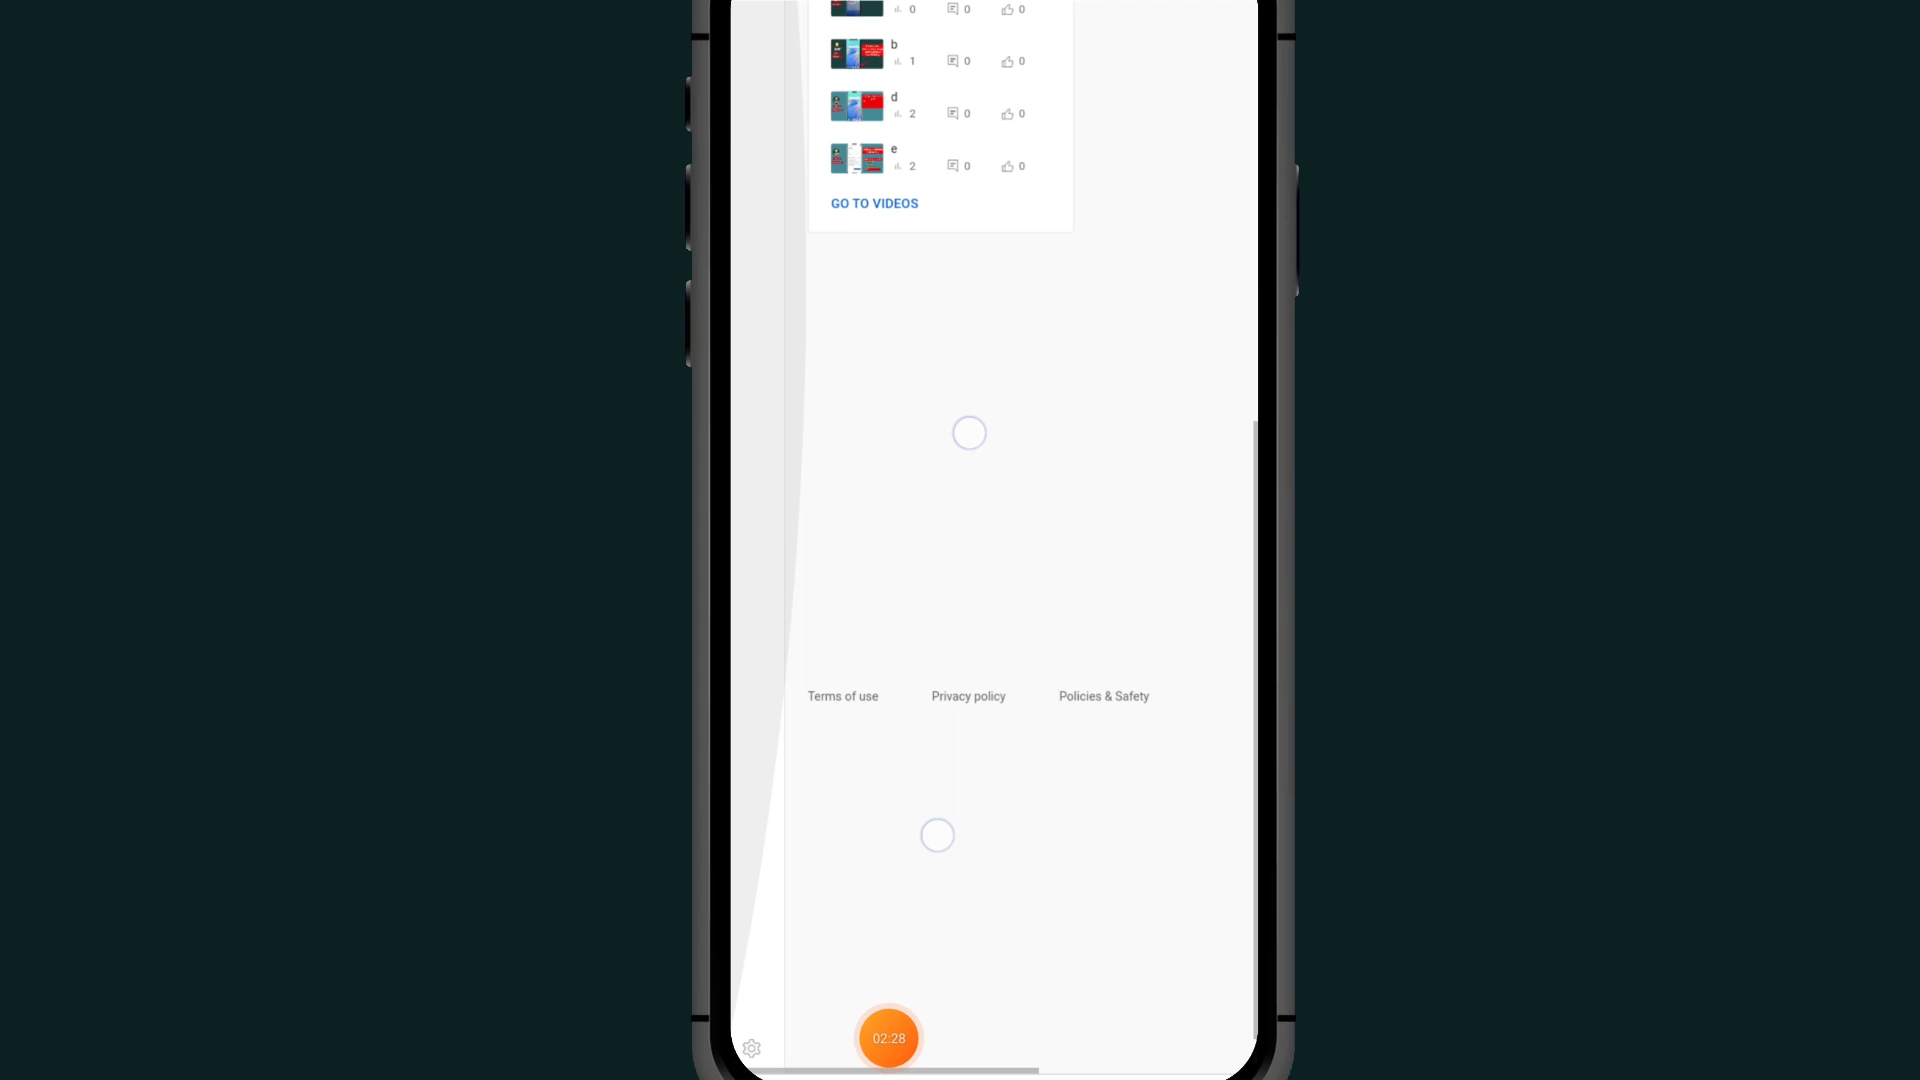 0 0 0
b
1 0 0
d
2 0 0
e
2 0 0
GO TO VIDEOS
Terms of use Privacy policy Policies & Safety
02:28